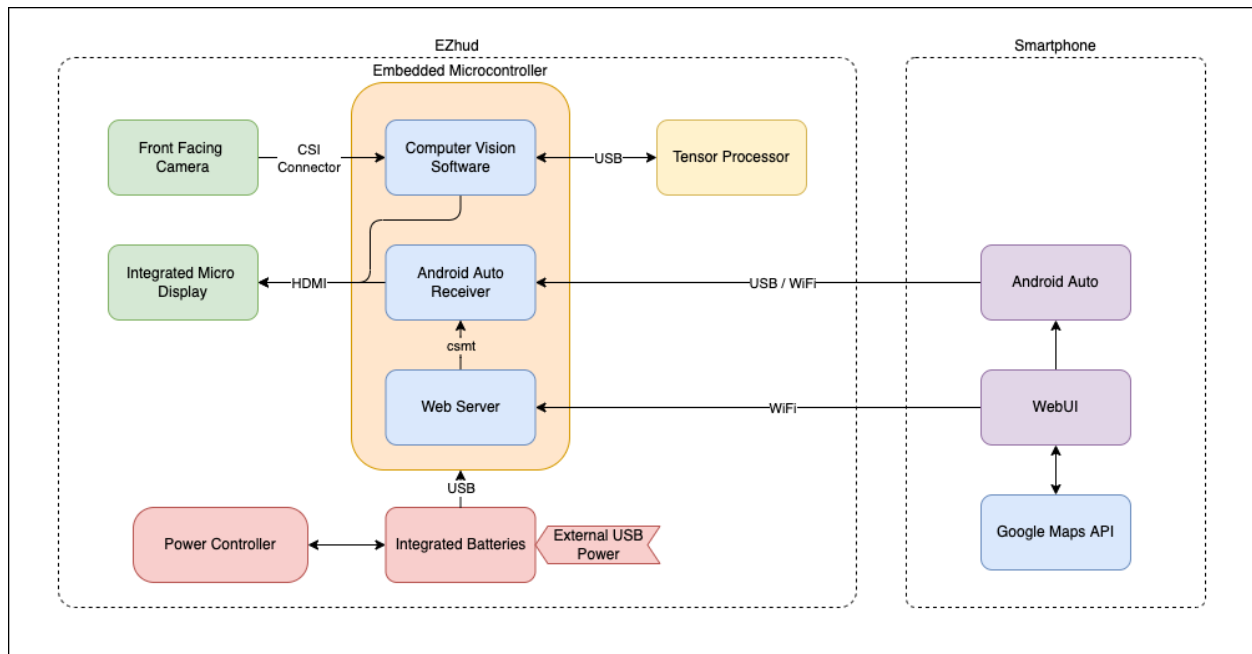 EZhud
Smartphone
Embedded Microcontroller
Front Facing
Camera
CSI
Connector
Computer Vision
Software
USB
Tensor Processor
Integrated Micro
Display
HDMI
Android Auto
Receiver
USB / WiFi
Android Auto
csmt
Web Server
WiFi
WebUI
USB
Power Controller
Integrated Batteries
External USB
Power
Google Maps API